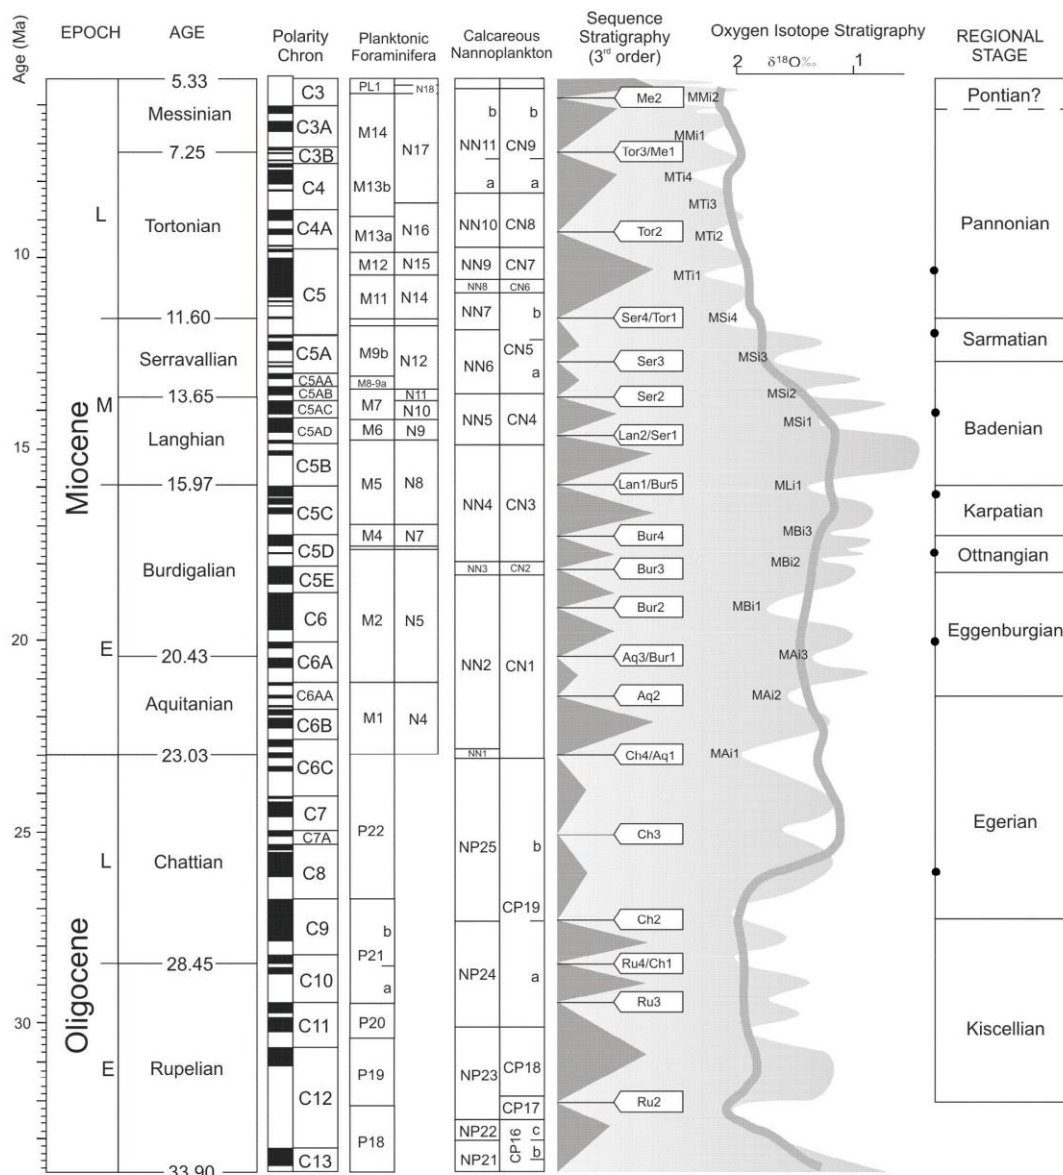 Age (Ma)
EPOCH
AGE
Polarity
Chron
Planktonic
Foraminifera
Calcareous
Nannoplankton
Sequence
Stratigraphy
(3rd order)
Oxygen Isotope Stratigraphy
2 δ18O‰ 1
REGIONAL
STAGE
10
15
20
25
30
Miocene
Oligocene
L
M
E
L
E
5.33
Messinian
7.25
Tortonian
11.60
Serravallian
13.65
Langhian
15.97
Burdigalian
20.43
Aquitanian
23.03
Chattian
28.45
Rupelian
33.90
C3
C3A
C3B
C4
C4A
C5
C5A
C5AA
C5AB
C5AC
C5AD
C5B
C5C
C5D
C5E
C6
C6A
C6AA
C6B
C6C
C7
C7A
C8
C9
C10
C11
C12
C13
PL1
M14
M13b
M13a
M12
M11
M9b
M8-9a
M7
M6
M5
M4
M2
M1
P22
b
P21
a
P20
P19
P18
N18
N17
N16
N15
N14
N12
N11
N10
N9
N8
N7
N5
N4
b
NN11
a
NN10
NN9
NN8
NN7
NN6
NN5
NN4
NN3
NN2
NN1
NP25
NP24
NP23
NP22
NP21
b
CN9
a
CN8
CN7
CN6
b
CN5
a
CN4
CN3
CN2
CN1
b
CP19
a
CP18
CP17
CP16
c
b
Me2
Tor3/Me1
Tor2
Ser4/Tor1
Ser3
Ser2
Lan2/Ser1
Lan1/Bur5
Bur4
Bur3
Bur2
Aq3/Bur1
Aq2
Ch4/Aq1
Ch3
Ch2
Ru4/Ch1
Ru3
Ru2
MMi2
MMi1
MTi4
MTi3
MTi2
MTi1
MSi4
MSi3
MSi2
MSi1
MLi1
MBi3
MBi2
MBi1
MAi3
MAi2
MAi1
Pontian?
Pannonian
Sarmatian
Badenian
Karpatian
Ottnangian
Eggenburgian
Egerian
Kiscellian